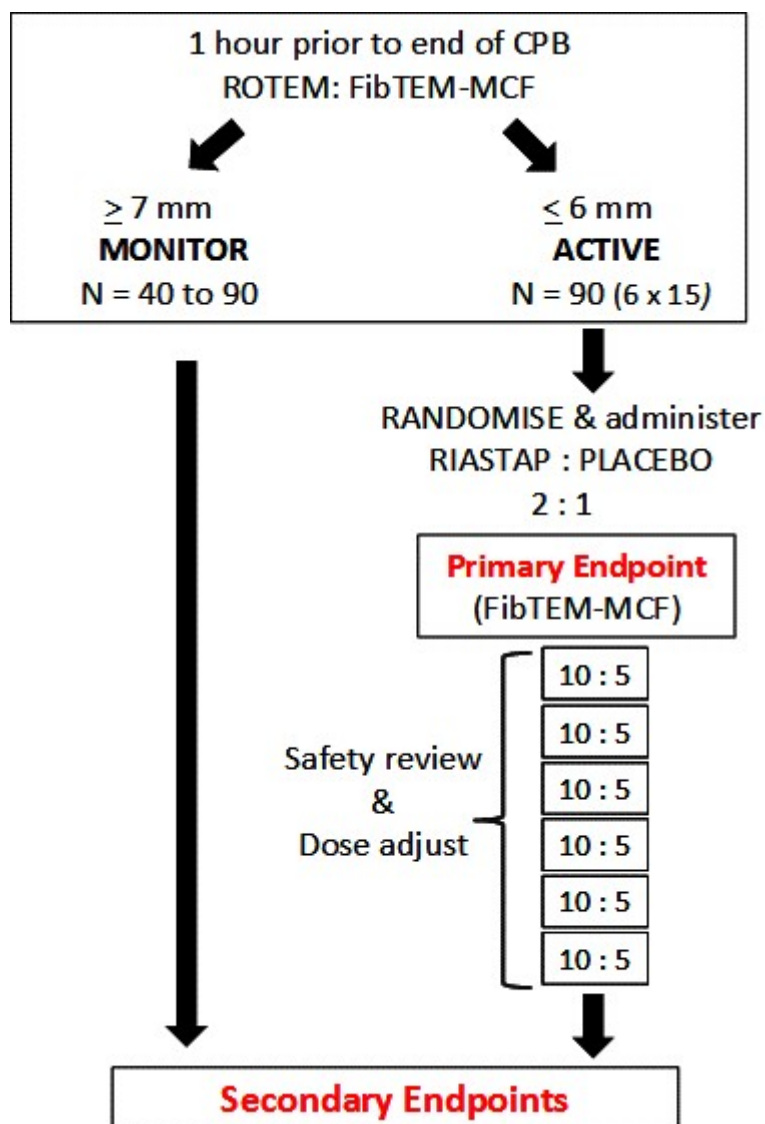 1 hour prior to end of CPB
ROTEM: FibTEM-MCF
≥ 7 mm
MONITOR
N = 40 to 90
≤ 6 mm
ACTIVE
N = 90 (6 x 15)
RANDOMISE & administer
RIASTAP : PLACEBO
2 : 1
Primary Endpoint
(FibTEM-MCF)
Safety review
&
Dose adjust
10 : 5
10 : 5
10 : 5
10 : 5
10 : 5
10 : 5
Secondary Endpoints